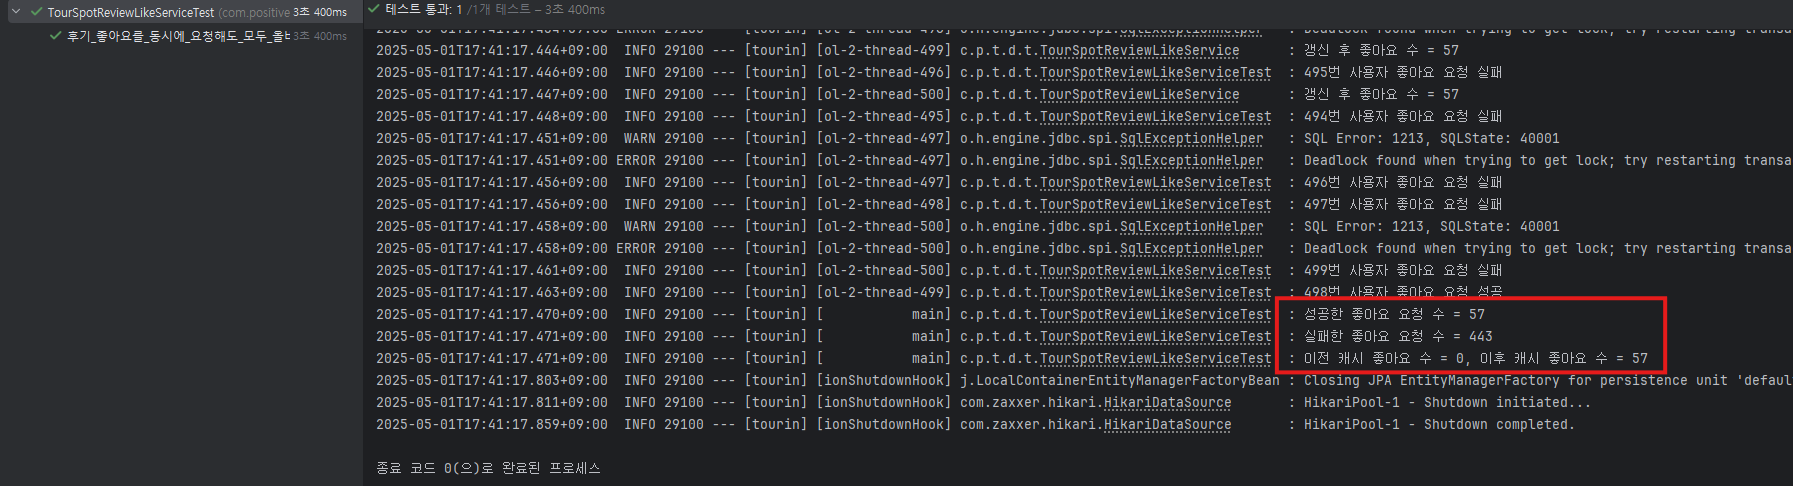 TourSpotReviewLikeServiceTest (com.positive 3초 400ms
후기_좋아요를_동시에_요청해도_모두_올바 3초 400ms
테스트 통과: 1 /1개 테스트 – 3초 400ms
2025-05-01T17:41:17.444+09:00  INFO 29100 --- [tourin] [ol-2-thread-499] c.p.t.d.t.TourSpotReviewLikeService      : 갱신 후 좋아요 수 = 57
2025-05-01T17:41:17.446+09:00  INFO 29100 --- [tourin] [ol-2-thread-496] c.p.t.d.t.TourSpotReviewLikeServiceTest  : 495번 사용자 좋아요 요청 실패
2025-05-01T17:41:17.447+09:00  INFO 29100 --- [tourin] [ol-2-thread-500] c.p.t.d.t.TourSpotReviewLikeService      : 갱신 후 좋아요 수 = 57
2025-05-01T17:41:17.448+09:00  INFO 29100 --- [tourin] [ol-2-thread-495] c.p.t.d.t.TourSpotReviewLikeServiceTest  : 494번 사용자 좋아요 요청 실패
2025-05-01T17:41:17.451+09:00  WARN 29100 --- [tourin] [ol-2-thread-497] o.h.engine.jdbc.spi.SqlExceptionHelper   : SQL Error: 1213, SQLState: 40001
2025-05-01T17:41:17.451+09:00 ERROR 29100 --- [tourin] [ol-2-thread-497] o.h.engine.jdbc.spi.SqlExceptionHelper   : Deadlock found when trying to get lock; try restarting transa
2025-05-01T17:41:17.456+09:00  INFO 29100 --- [tourin] [ol-2-thread-497] c.p.t.d.t.TourSpotReviewLikeServiceTest  : 496번 사용자 좋아요 요청 실패
2025-05-01T17:41:17.456+09:00  INFO 29100 --- [tourin] [ol-2-thread-498] c.p.t.d.t.TourSpotReviewLikeServiceTest  : 497번 사용자 좋아요 요청 실패
2025-05-01T17:41:17.458+09:00  WARN 29100 --- [tourin] [ol-2-thread-500] o.h.engine.jdbc.spi.SqlExceptionHelper   : SQL Error: 1213, SQLState: 40001
2025-05-01T17:41:17.458+09:00 ERROR 29100 --- [tourin] [ol-2-thread-500] o.h.engine.jdbc.spi.SqlExceptionHelper   : Deadlock found when trying to get lock; try restarting transa
2025-05-01T17:41:17.461+09:00  INFO 29100 --- [tourin] [ol-2-thread-500] c.p.t.d.t.TourSpotReviewLikeServiceTest  : 499번 사용자 좋아요 요청 실패
2025-05-01T17:41:17.463+09:00  INFO 29100 --- [tourin] [ol-2-thread-499] c.p.t.d.t.TourSpotReviewLikeServiceTest  : 498번 사용자 좋아요 요청 성공
2025-05-01T17:41:17.470+09:00  INFO 29100 --- [tourin] [           main] c.p.t.d.t.TourSpotReviewLikeServiceTest  : 성공한 좋아요 요청 수 = 57
2025-05-01T17:41:17.471+09:00  INFO 29100 --- [tourin] [           main] c.p.t.d.t.TourSpotReviewLikeServiceTest  : 실패한 좋아요 요청 수 = 443
2025-05-01T17:41:17.471+09:00  INFO 29100 --- [tourin] [           main] c.p.t.d.t.TourSpotReviewLikeServiceTest  : 이전 캐시 좋아요 수 = 0, 이후 캐시 좋아요 수 = 57
2025-05-01T17:41:17.803+09:00  INFO 29100 --- [tourin] [ionShutdownHook] j.LocalContainerEntityManagerFactoryBean : Closing JPA EntityManagerFactory for persistence unit 'defaul
2025-05-01T17:41:17.811+09:00  INFO 29100 --- [tourin] [ionShutdownHook] com.zaxxer.hikari.HikariDataSource       : HikariPool-1 - Shutdown initiated...
2025-05-01T17:41:17.859+09:00  INFO 29100 --- [tourin] [ionShutdownHook] com.zaxxer.hikari.HikariDataSource       : HikariPool-1 - Shutdown completed.
종료 코드 0(으)로 완료된 프로세스